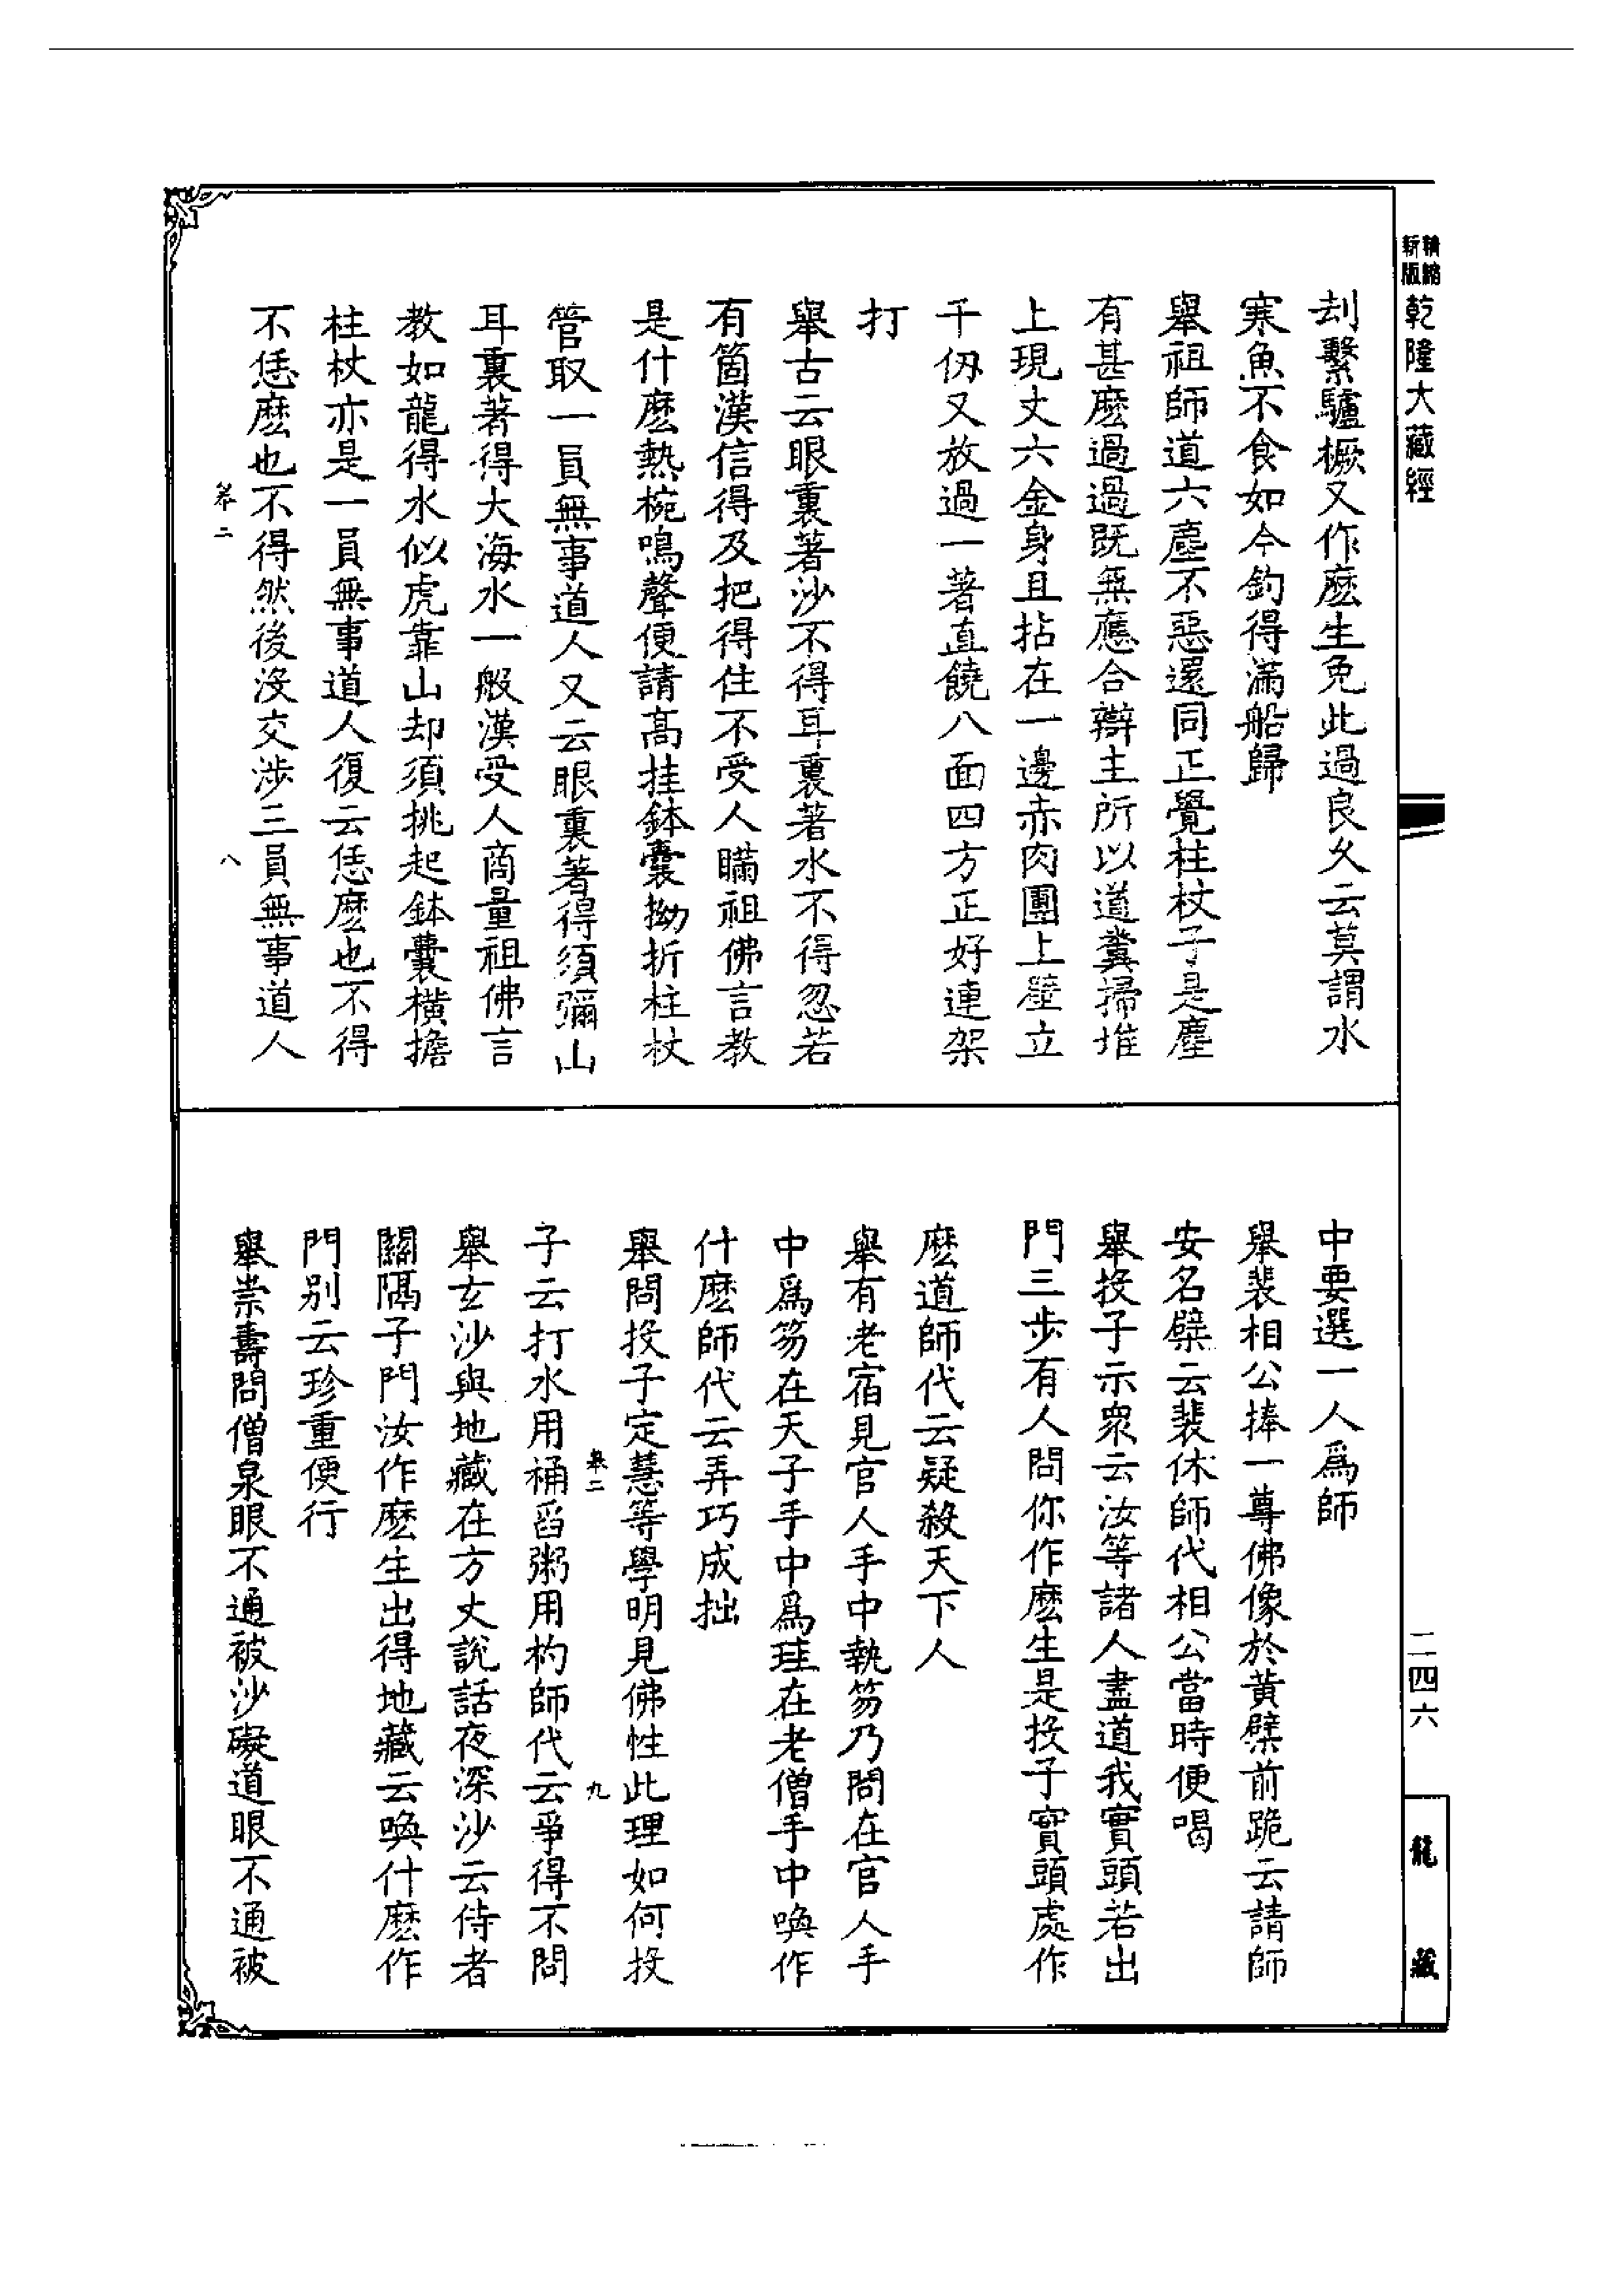 精縮新版
乾隆大藏經
刦繫驢橛又作麽生免此過良久云莫謂水
寒魚不食如今釣得滿船歸
舉祖師道六塵不惡還同正覺柱杖子是塵
有甚麽過過既無應合辯主所以道糞掃堆
上現丈六金身且拈在一邊赤肉團上壁立
千仭又放過一著直饒八面四方正好連架
打
舉古云眼裏著沙不得耳裏著水不得忽若
有箇漢信得及把得住不受人瞞祖佛言教
是什麽熱椀鳴聲便請高挂鉢囊拗折柱杖
管取一員無事道人又云眼裏著得須彌山
耳裏著得大海水一般漢受人商量祖佛言
教如龍得水似虎靠山却須挑起鉢囊橫擔
柱杖亦是一員無事道人復云恁麽也不得
不恁麽也不得然後沒交涉三員無事道人
卷二 八
中要選一人爲師
舉裴相公捧一尊佛像於黄檗前跪云請師
安名檗云裴休師代相公當時便喝
舉投子示衆云汝等諸人盡道我實頭若出
門三步有人問你作麽生是投子實頭處作
麽道師代云疑殺天下人
舉有老宿見官人手中執笏乃問在官人手
中爲笏在天子手中爲珪在老僧手中喚作
什麽師代云弄巧成拙
舉問投子定慧等學明見佛性此理如何投
卷二 九
子云打水用桶舀粥用杓師代云爭得不問
舉玄沙與地藏在方丈說話夜深沙云侍者
關隔子門汝作麽生出得地藏云喚什麽作
門别云珍重便行
舉崇壽問僧泉眼不通被沙礙道眼不通被
二四六
龍藏